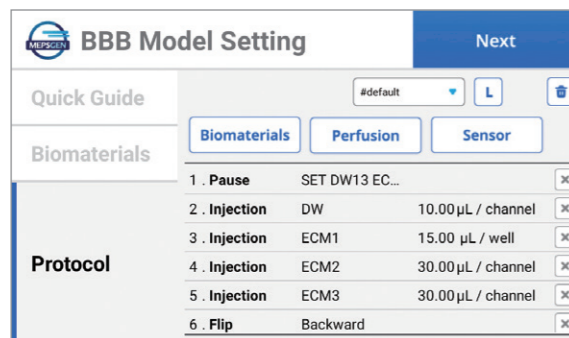 MEPSGEN
BBB Model Setting
Next
Quick Guide
Biomaterials
Protocol
#default
L
Biomaterials Perfusion Sensor
1 . Pause SET DW13 EC...
2 . Injection DW 10.00 µL / channel
3 . Injection ECM1 15.00 µL / well
4 . Injection ECM2 30.00 µL / channel
5 . Injection ECM3 30.00 µL / channel
6 . Flip Backward